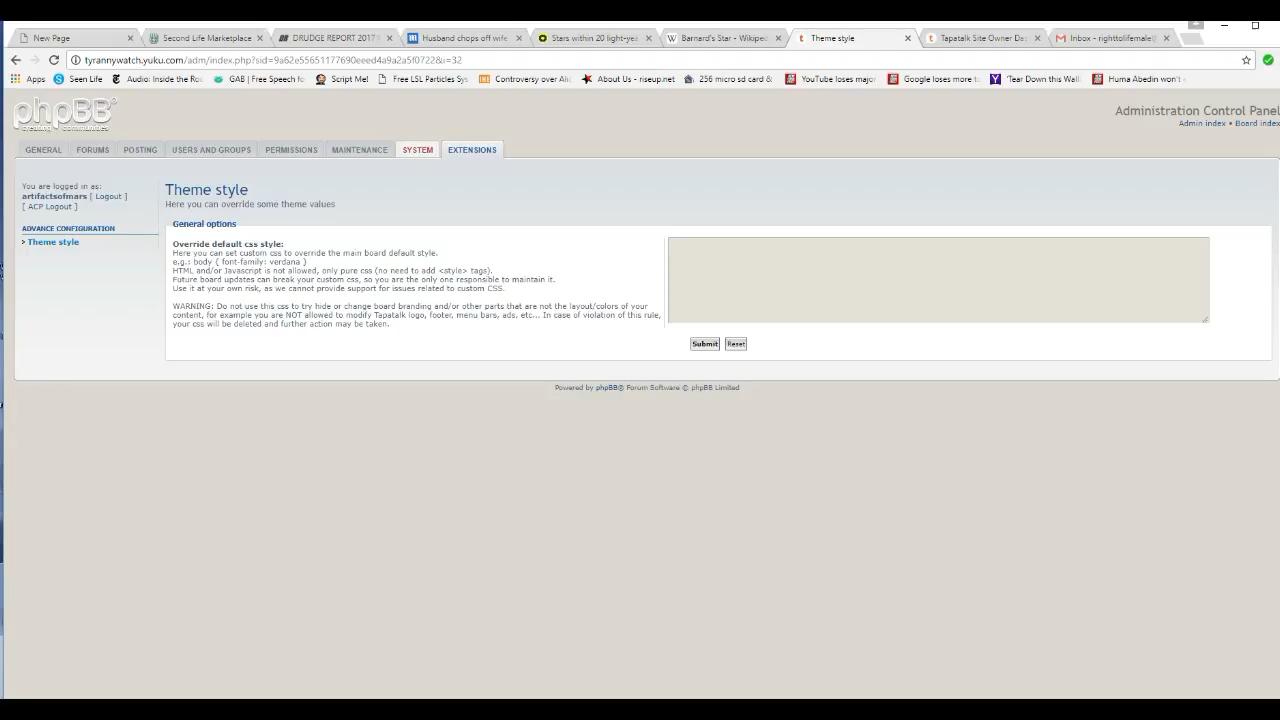 New Page
Second Life Marketplace
DRUDGE REPORT 2017
Husband chops off wife
Stars within 20 light-yea
Barnard's Star - Wikiped
Theme style
Tapatalk Site Owner Da
Inbox - righttolifemale@
tyrannywatch.yuku.com/adm/index.php?sid=9a62e55651177690eeed4a9a2a5f0722&i=32
Apps
Seen Life
Audio: Inside the Ro
GAB | Free Speech fo
Script Me!
Free LSL Particles Sys
Controversy over Ali
About Us - riseup.net
256 micro sd card &
YouTube loses major
Google loses more t
'Tear Down this Wall
Huma Abedin won't
phpBB®
creating communities
Administration Control Panel
Admin index • Board index
GENERAL
FORUMS
POSTING
USERS AND GROUPS
PERMISSIONS
MAINTENANCE
SYSTEM
EXTENSIONS
You are logged in as:
artifactsofmars [ Logout ]
[ ACP Logout ]
ADVANCE CONFIGURATION
Theme style
Theme style
Here you can override some theme values
General options
Override default css style:
Here you can set custom css to override the main board default style.
e.g.: body { font-family: verdana }
HTML and/or Javascript is not allowed, only pure css (no need to add <style> tags).
Future board updates can break your custom css, so you are the only one responsible to maintain it.
Use it at your own risk, as we cannot provide support for issues related to custom CSS.
WARNING: Do not use this css to try hide or change board branding and/or other parts that are not the layout/colors of your
content, for example you are NOT allowed to modify Tapatalk logo, footer, menu bars, ads, etc... In case of violation of this rule,
your css will be deleted and further action may be taken.
Submit
Reset
Powered by phpBB® Forum Software © phpBB Limited